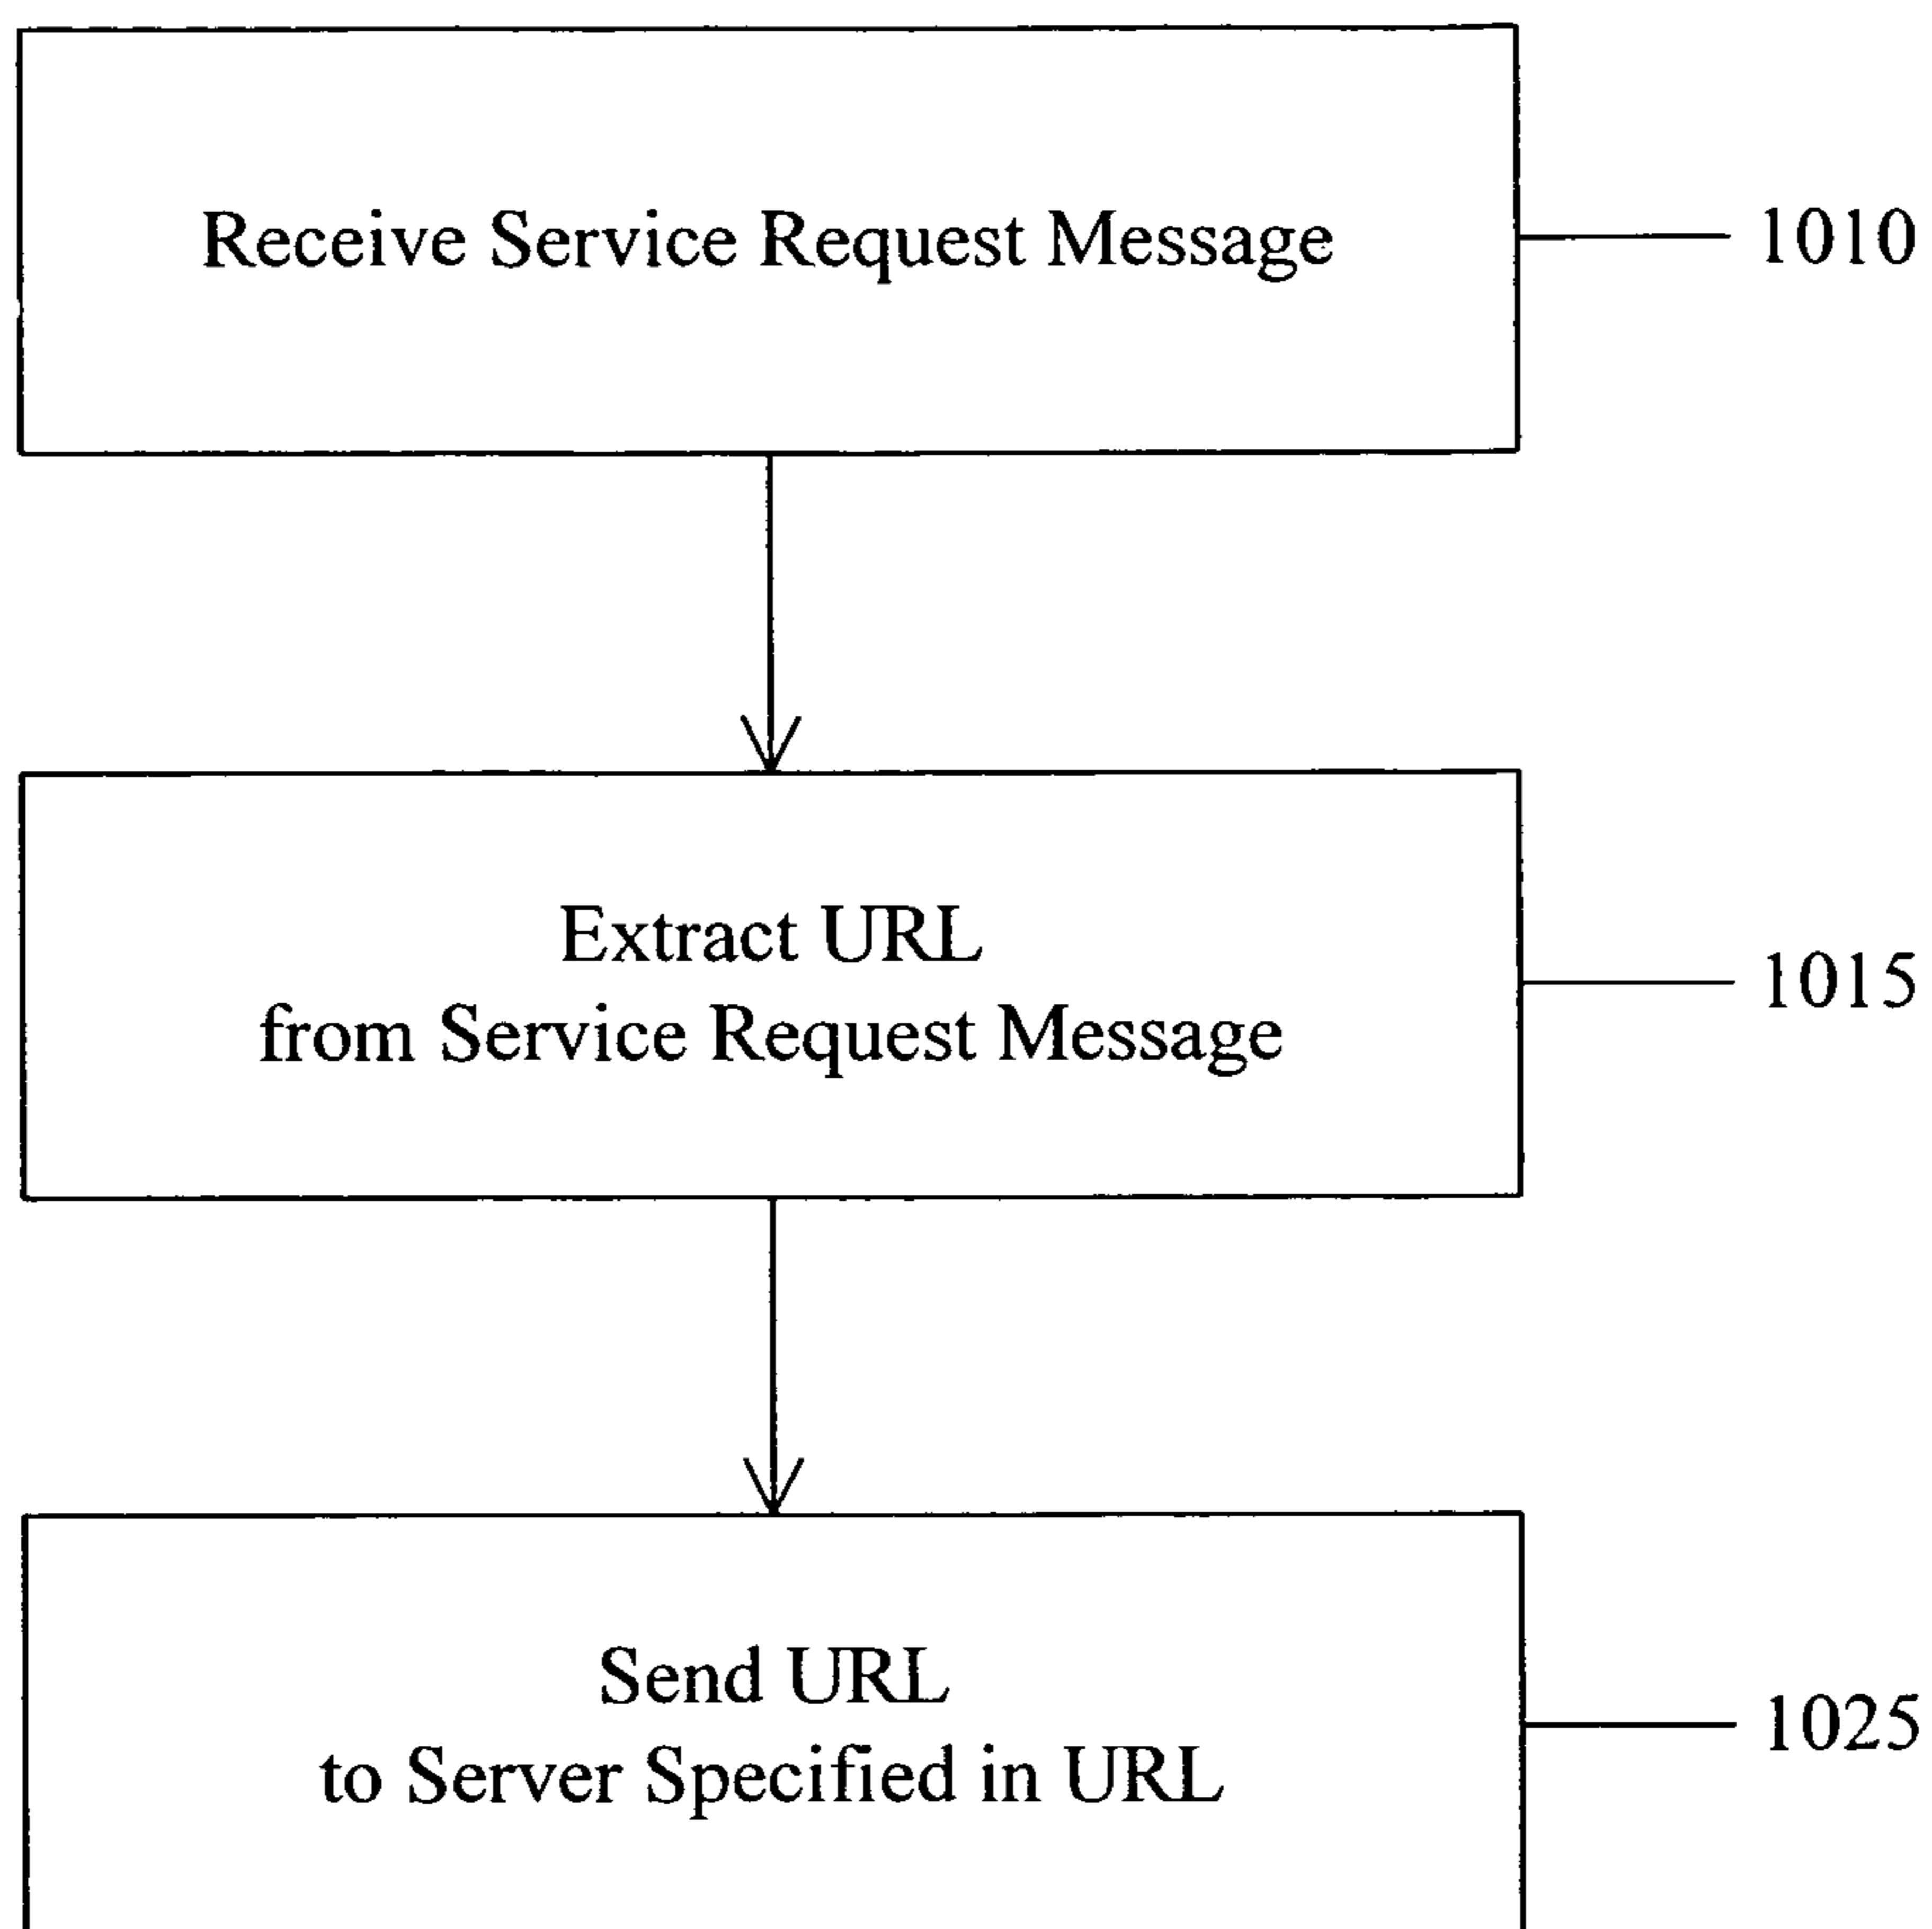 Receive Service Request Message
1010
Extract URL
from Service Request Message
1015
Send URL
to Server Specified in URL
1025